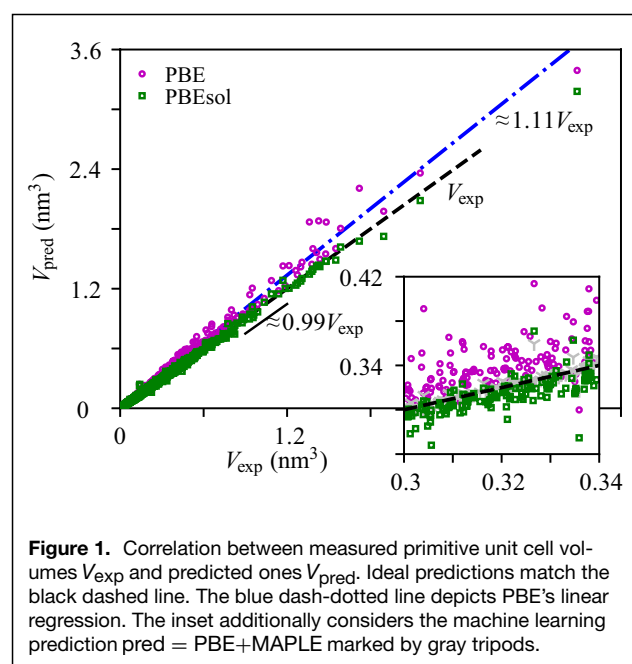 3.6
PBE
PBEsol
≈1.11Vexp
2.4
Vexp
Vpred (nm³)
1.2
0.42
≈0.99Vexp
0.34
0
0
1.2
Vexp (nm³)
0.3
0.32
0.34
Figure 1. Correlation between measured primitive unit cell vol-
umes Vexp and predicted ones Vpred. Ideal predictions match the
black dashed line. The blue dash-dotted line depicts PBE's linear
regression. The inset additionally considers the machine learning
prediction pred = PBE+MAPLE marked by gray tripods.